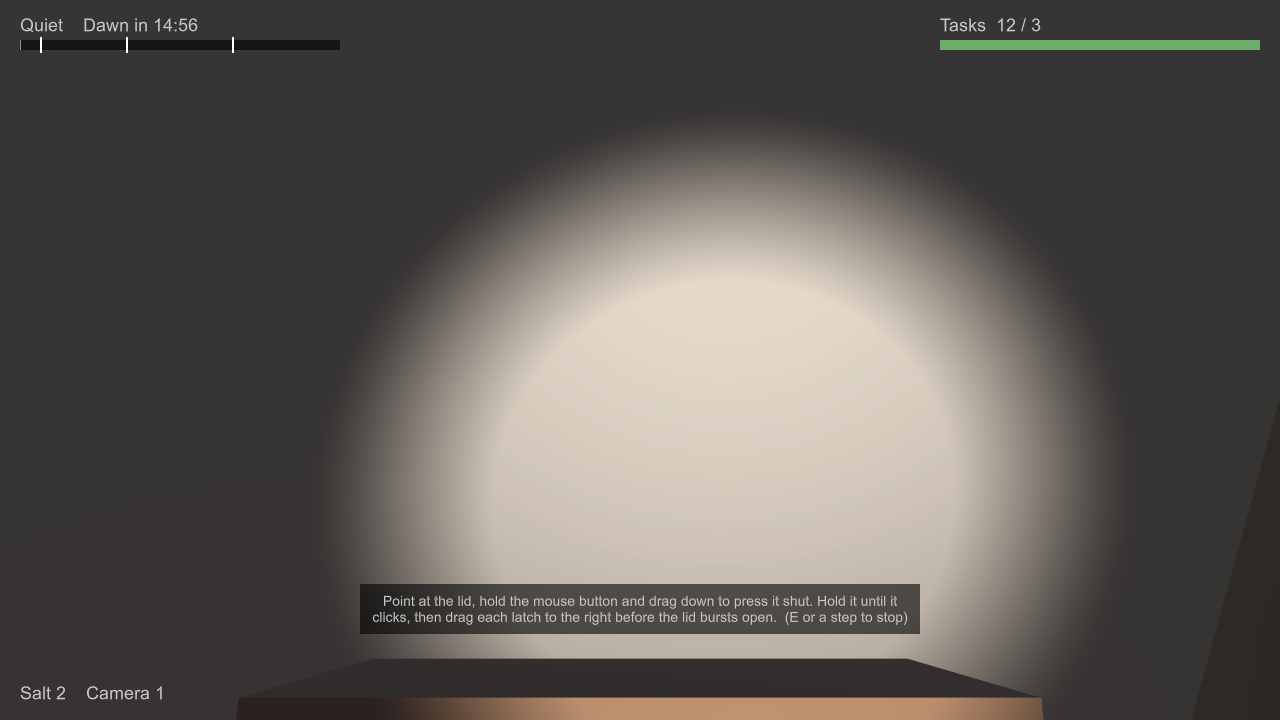 Quiet Dawn in 14:56
Tasks 12 / 3
Point at the lid, hold the mouse button and drag down to press it shut. Hold it until it
clicks, then drag each latch to the right before the lid bursts open. (E or a step to stop)
Salt 2 Camera 1